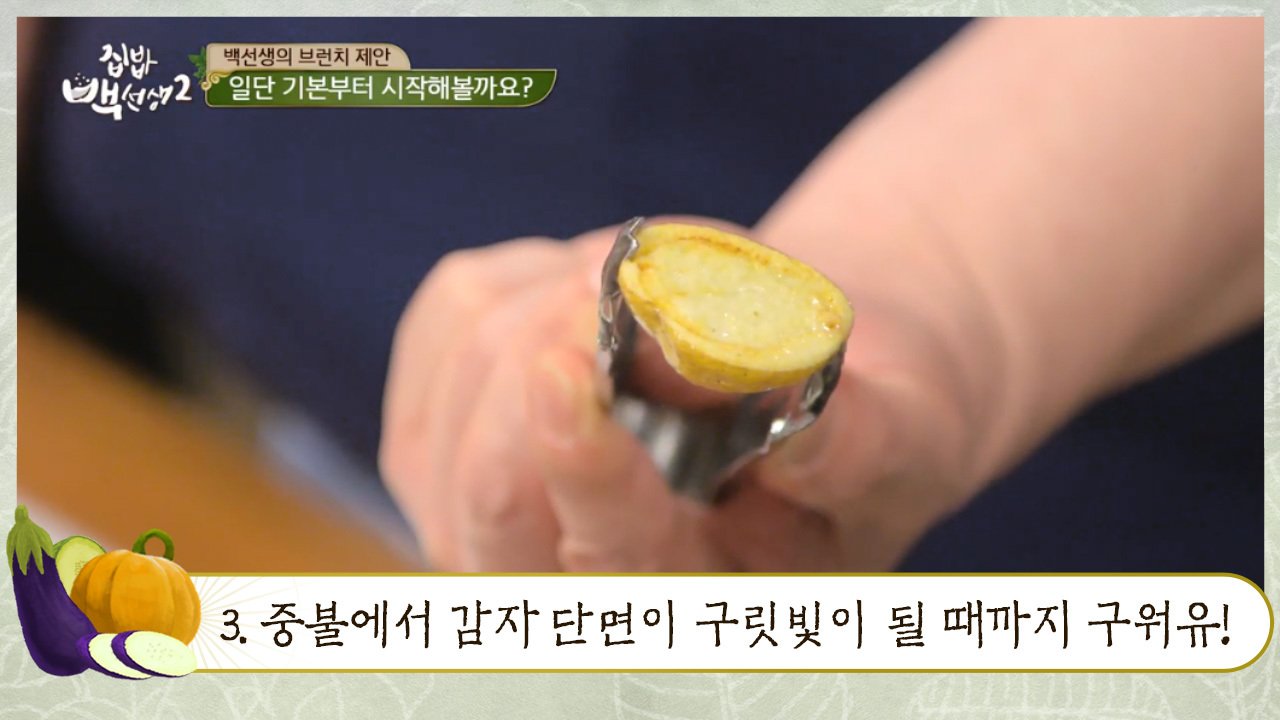 집밥
백선생2
백선생의 브런치 제안
일단 기본부터 시작해볼까요?
3. 중불에서 감자 단면이 구릿빛이 될 때까지 구워유!